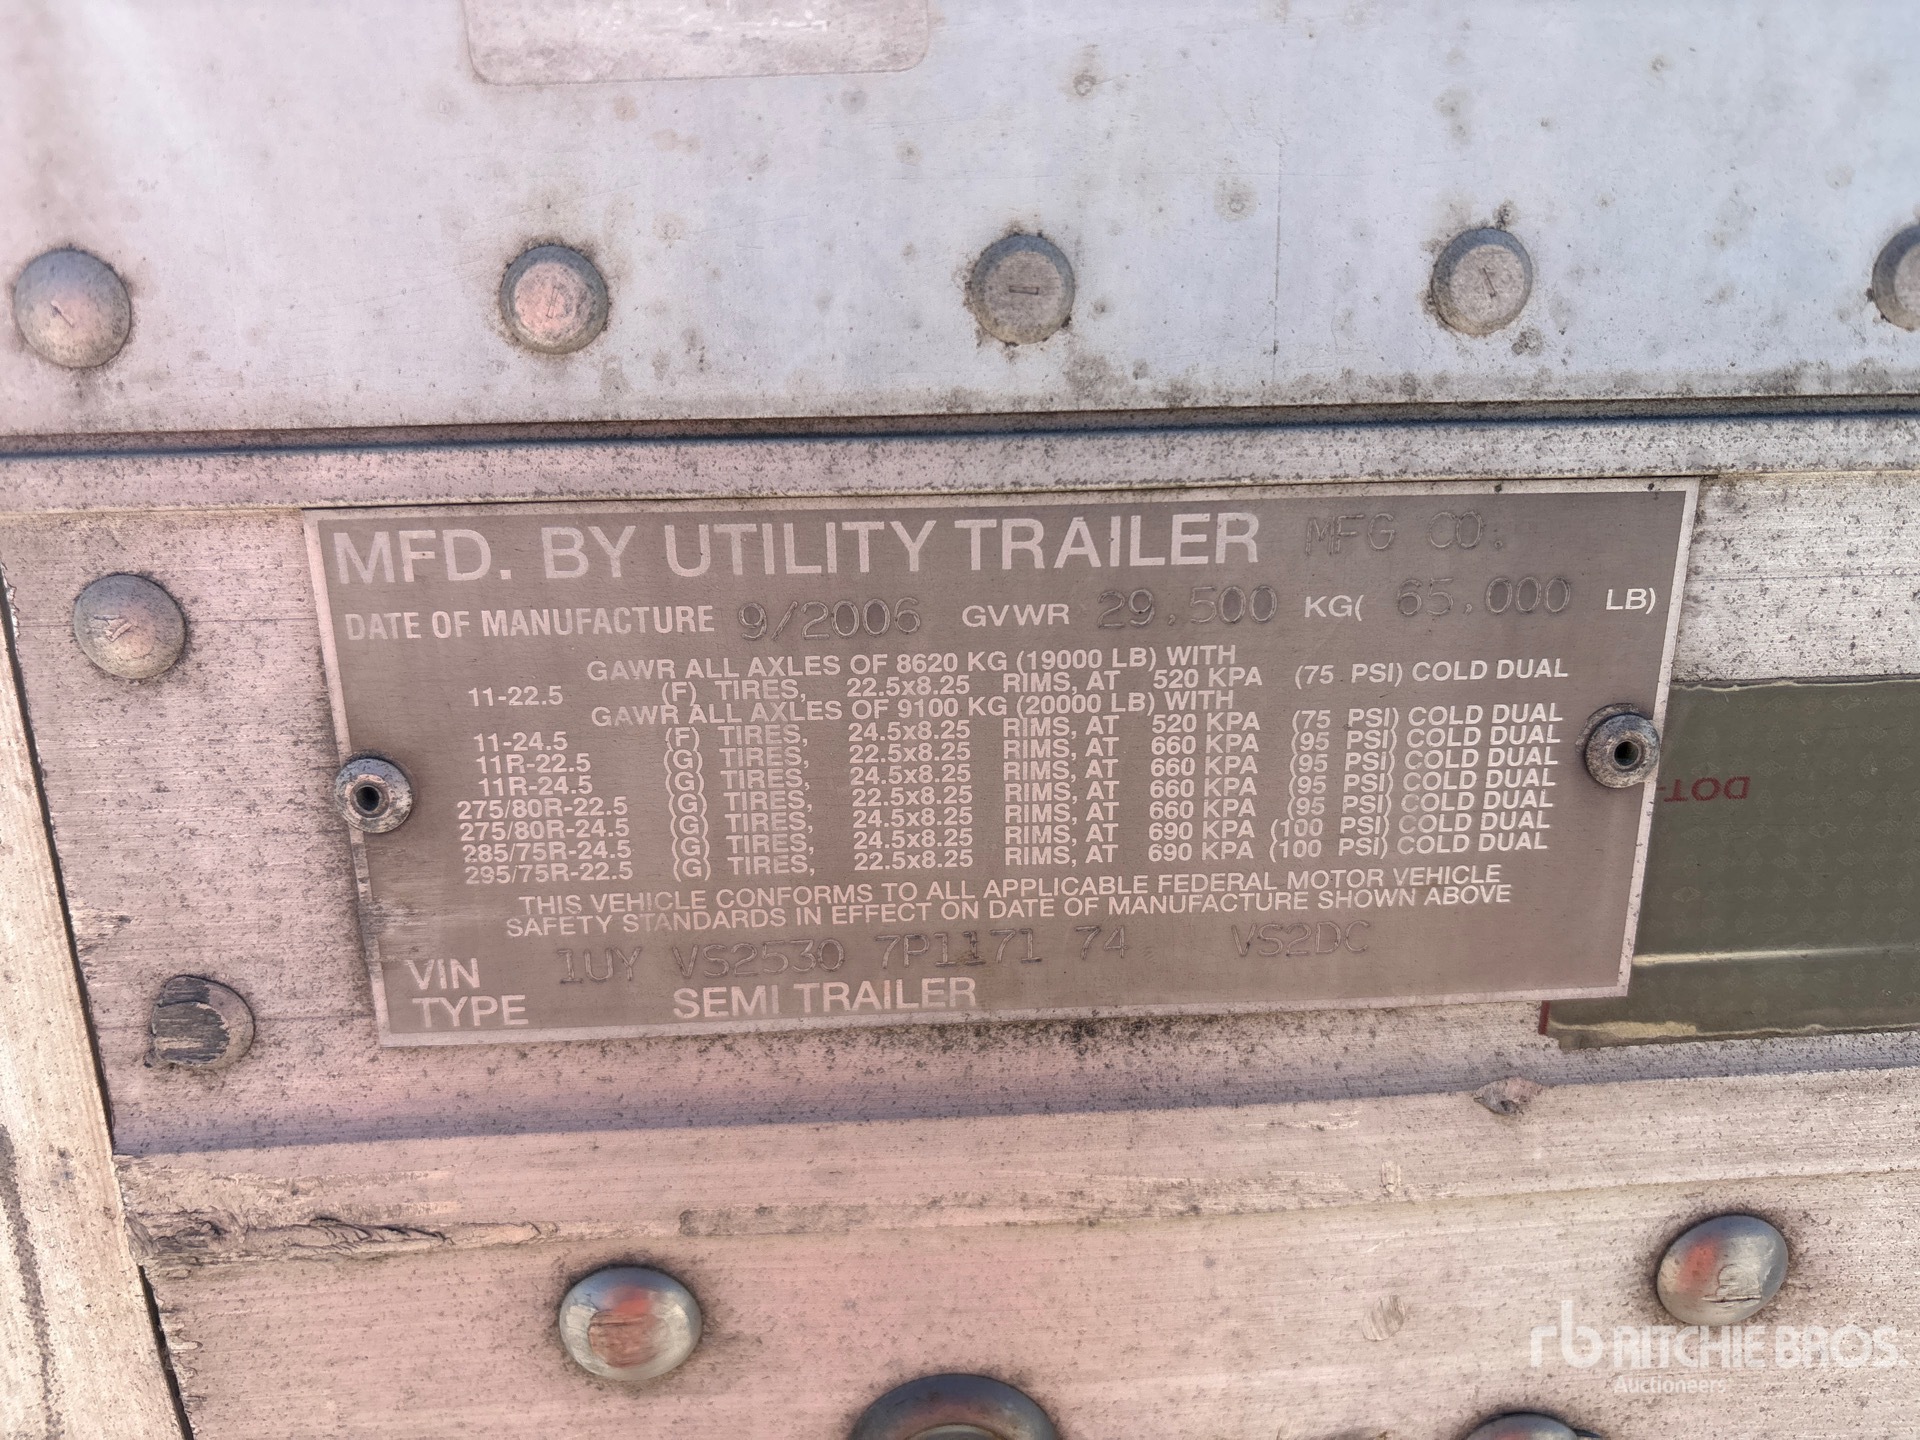 MFD. BY UTILITY TRAILER MFG CO.
DATE OF MANUFACTURE 9/2006 GVWR 29,500 KG( 65,000 LB)
GAWR ALL AXLES OF 8620 KG (19000 LB) WITH
11-22.5 (F) TIRES, 22.5x8.25 RIMS, AT 520 KPA (75 PSI) COLD DUAL
GAWR ALL AXLES OF 9100 KG (20000 LB) WITH
11-24.5 (F) TIRES, 24.5x8.25 RIMS, AT 520 KPA (75 PSI) COLD DUAL
11R-22.5 (G) TIRES, 22.5x8.25 RIMS, AT 660 KPA (95 PSI) COLD DUAL
11R-24.5 (G) TIRES, 24.5x8.25 RIMS, AT 660 KPA (95 PSI) COLD DUAL
275/80R-22.5 (G) TIRES, 22.5x8.25 RIMS, AT 660 KPA (95 PSI) COLD DUAL
275/80R-24.5 (G) TIRES, 24.5x8.25 RIMS, AT 660 KPA (95 PSI) COLD DUAL
285/75R-24.5 (G) TIRES, 24.5x8.25 RIMS, AT 690 KPA (100 PSI) COLD DUAL
295/75R-22.5 (G) TIRES, 22.5x8.25 RIMS, AT 690 KPA (100 PSI) COLD DUAL
THIS VEHICLE CONFORMS TO ALL APPLICABLE FEDERAL MOTOR VEHICLE
SAFETY STANDARDS IN EFFECT ON DATE OF MANUFACTURE SHOWN ABOVE
VIN 1UY VS2530 7P1171 74 VS2DC
TYPE SEMI TRAILER
DOT-
rb RITCHIE BROS.
Auctioneers